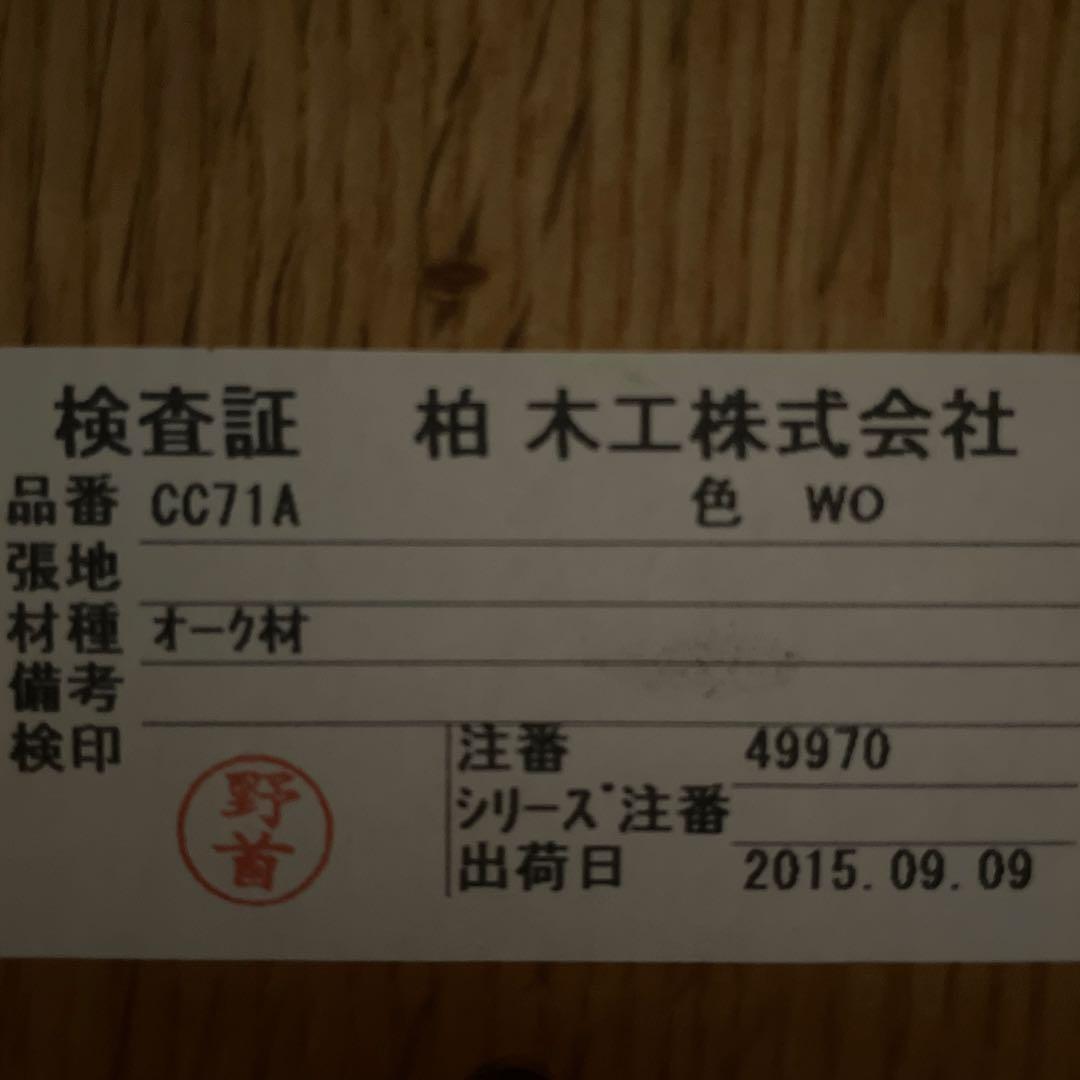 検査証 柏 木工株式会社
品番 CC71A 色 WO
張地
材種 オーク材
備考
検印
野首
注番 49970
シリーズ注番
出荷日 2015.09.09